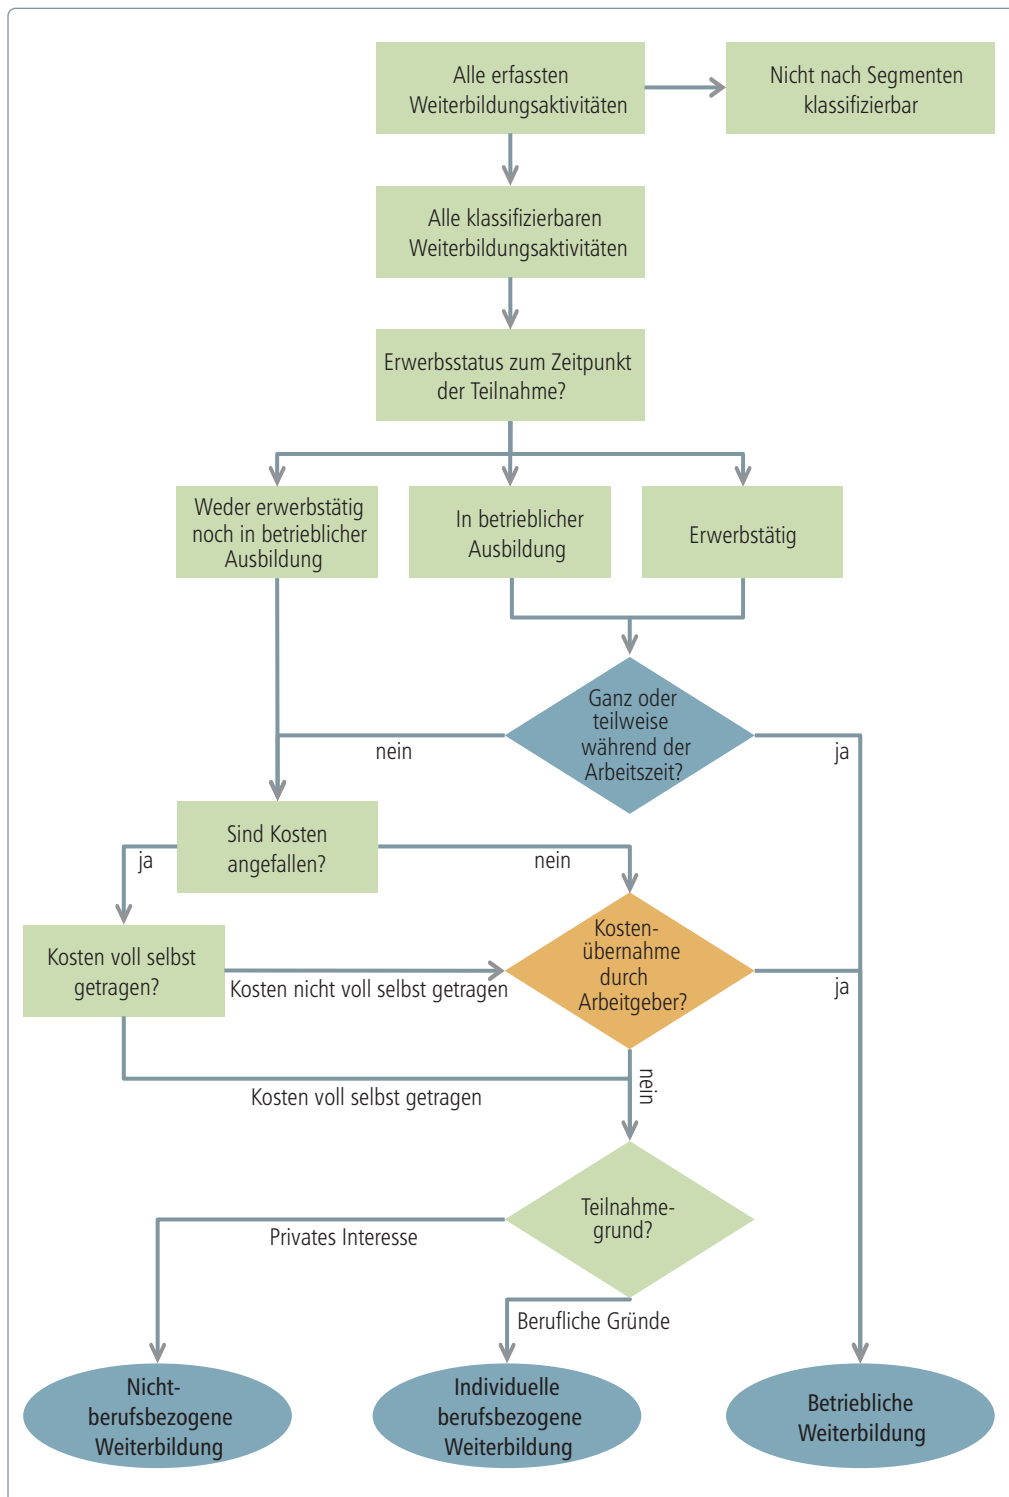 Alle erfassten
Weiterbildungsaktivitäten
Nicht nach Segmenten
klassifizierbar
Alle klassifizierbaren
Weiterbildungsaktivitäten
Erwerbsstatus zum Zeitpunkt
der Teilnahme?
Weder erwerbstätig
noch in betrieblicher
Ausbildung
In betrieblicher
Ausbildung
Erwerbstätig
Ganz oder
teilweise
während der
Arbeitszeit?
nein
ja
Sind Kosten
angefallen?
ja
nein
Kosten voll selbst
getragen?
Kosten nicht voll selbst getragen
Kosten-
übernahme
durch
Arbeitgeber?
ja
nein
Kosten voll selbst getragen
Teilnahme-
grund?
Privates Interesse
Berufliche Gründe
Nicht-
berufsbezogene
Weiterbildung
Individuelle
berufsbezogene
Weiterbildung
Betriebliche
Weiterbildung